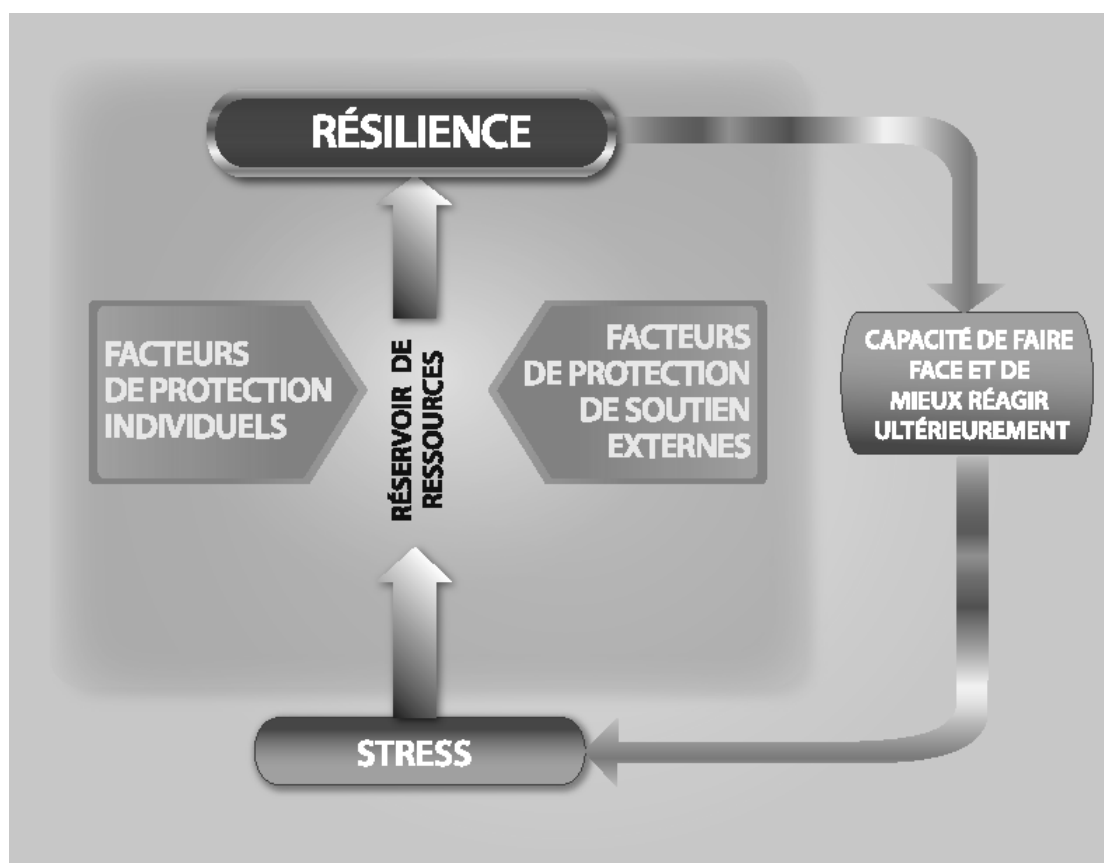 RÉSILIENCE
FACTEURS
DE PROTECTION
INDIVIDUELS
RÉSERVOIR DE
RESSOURCES
FACTEURS
DE PROTECTION
DE SOUTIEN
EXTERNES
CAPACITÉ DE FAIRE
FACE ET DE
MIEUX RÉAGIR
ULTÉRIEUREMENT
STRESS